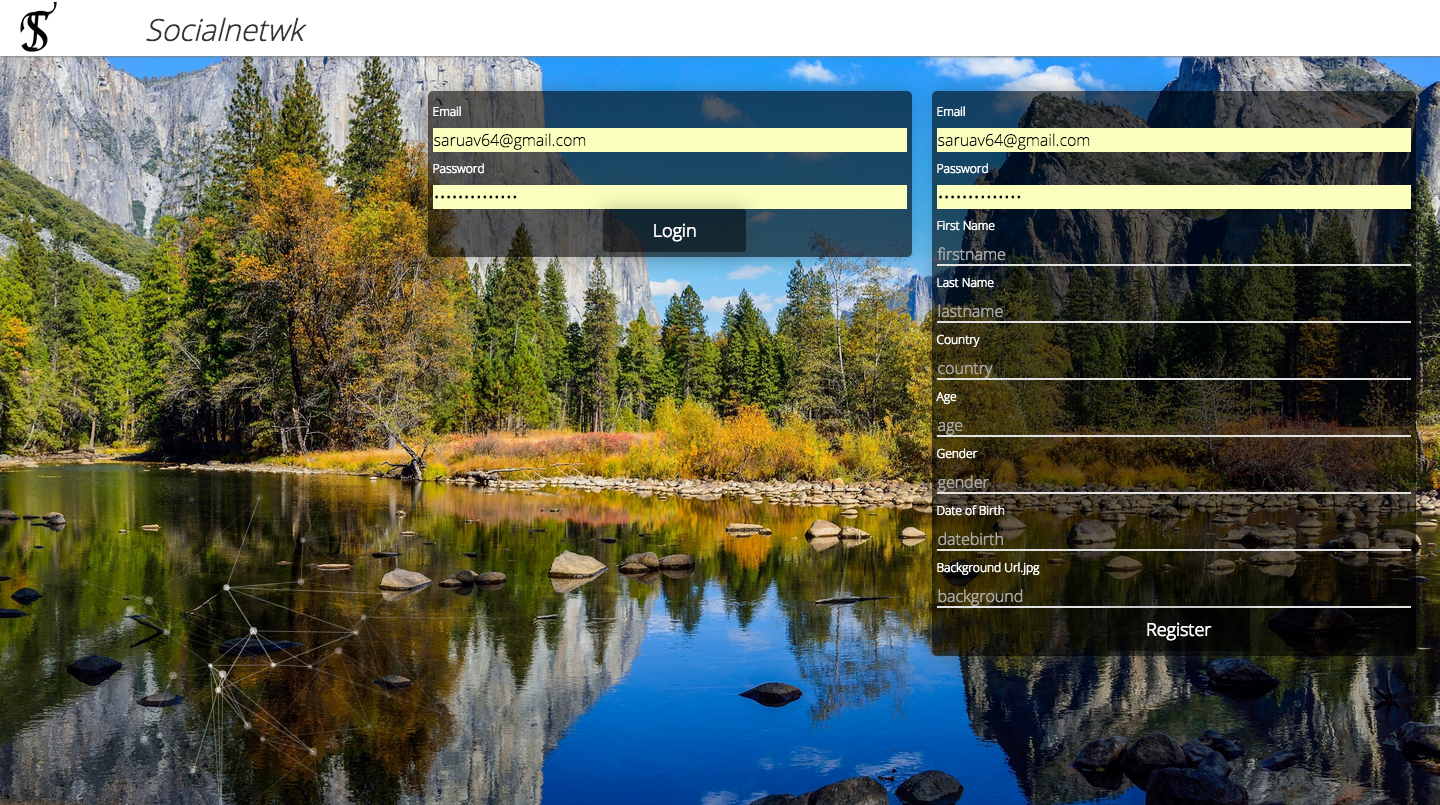 Socialnetwk
Email
saruav64@gmail.com
Password
••••••••••••••
Login
Email
saruav64@gmail.com
Password
••••••••••••••
First Name
firstname
Last Name
lastname
Country
country
Age
age
Gender
gender
Date of Birth
datebirth
Background Url.jpg
background
Register